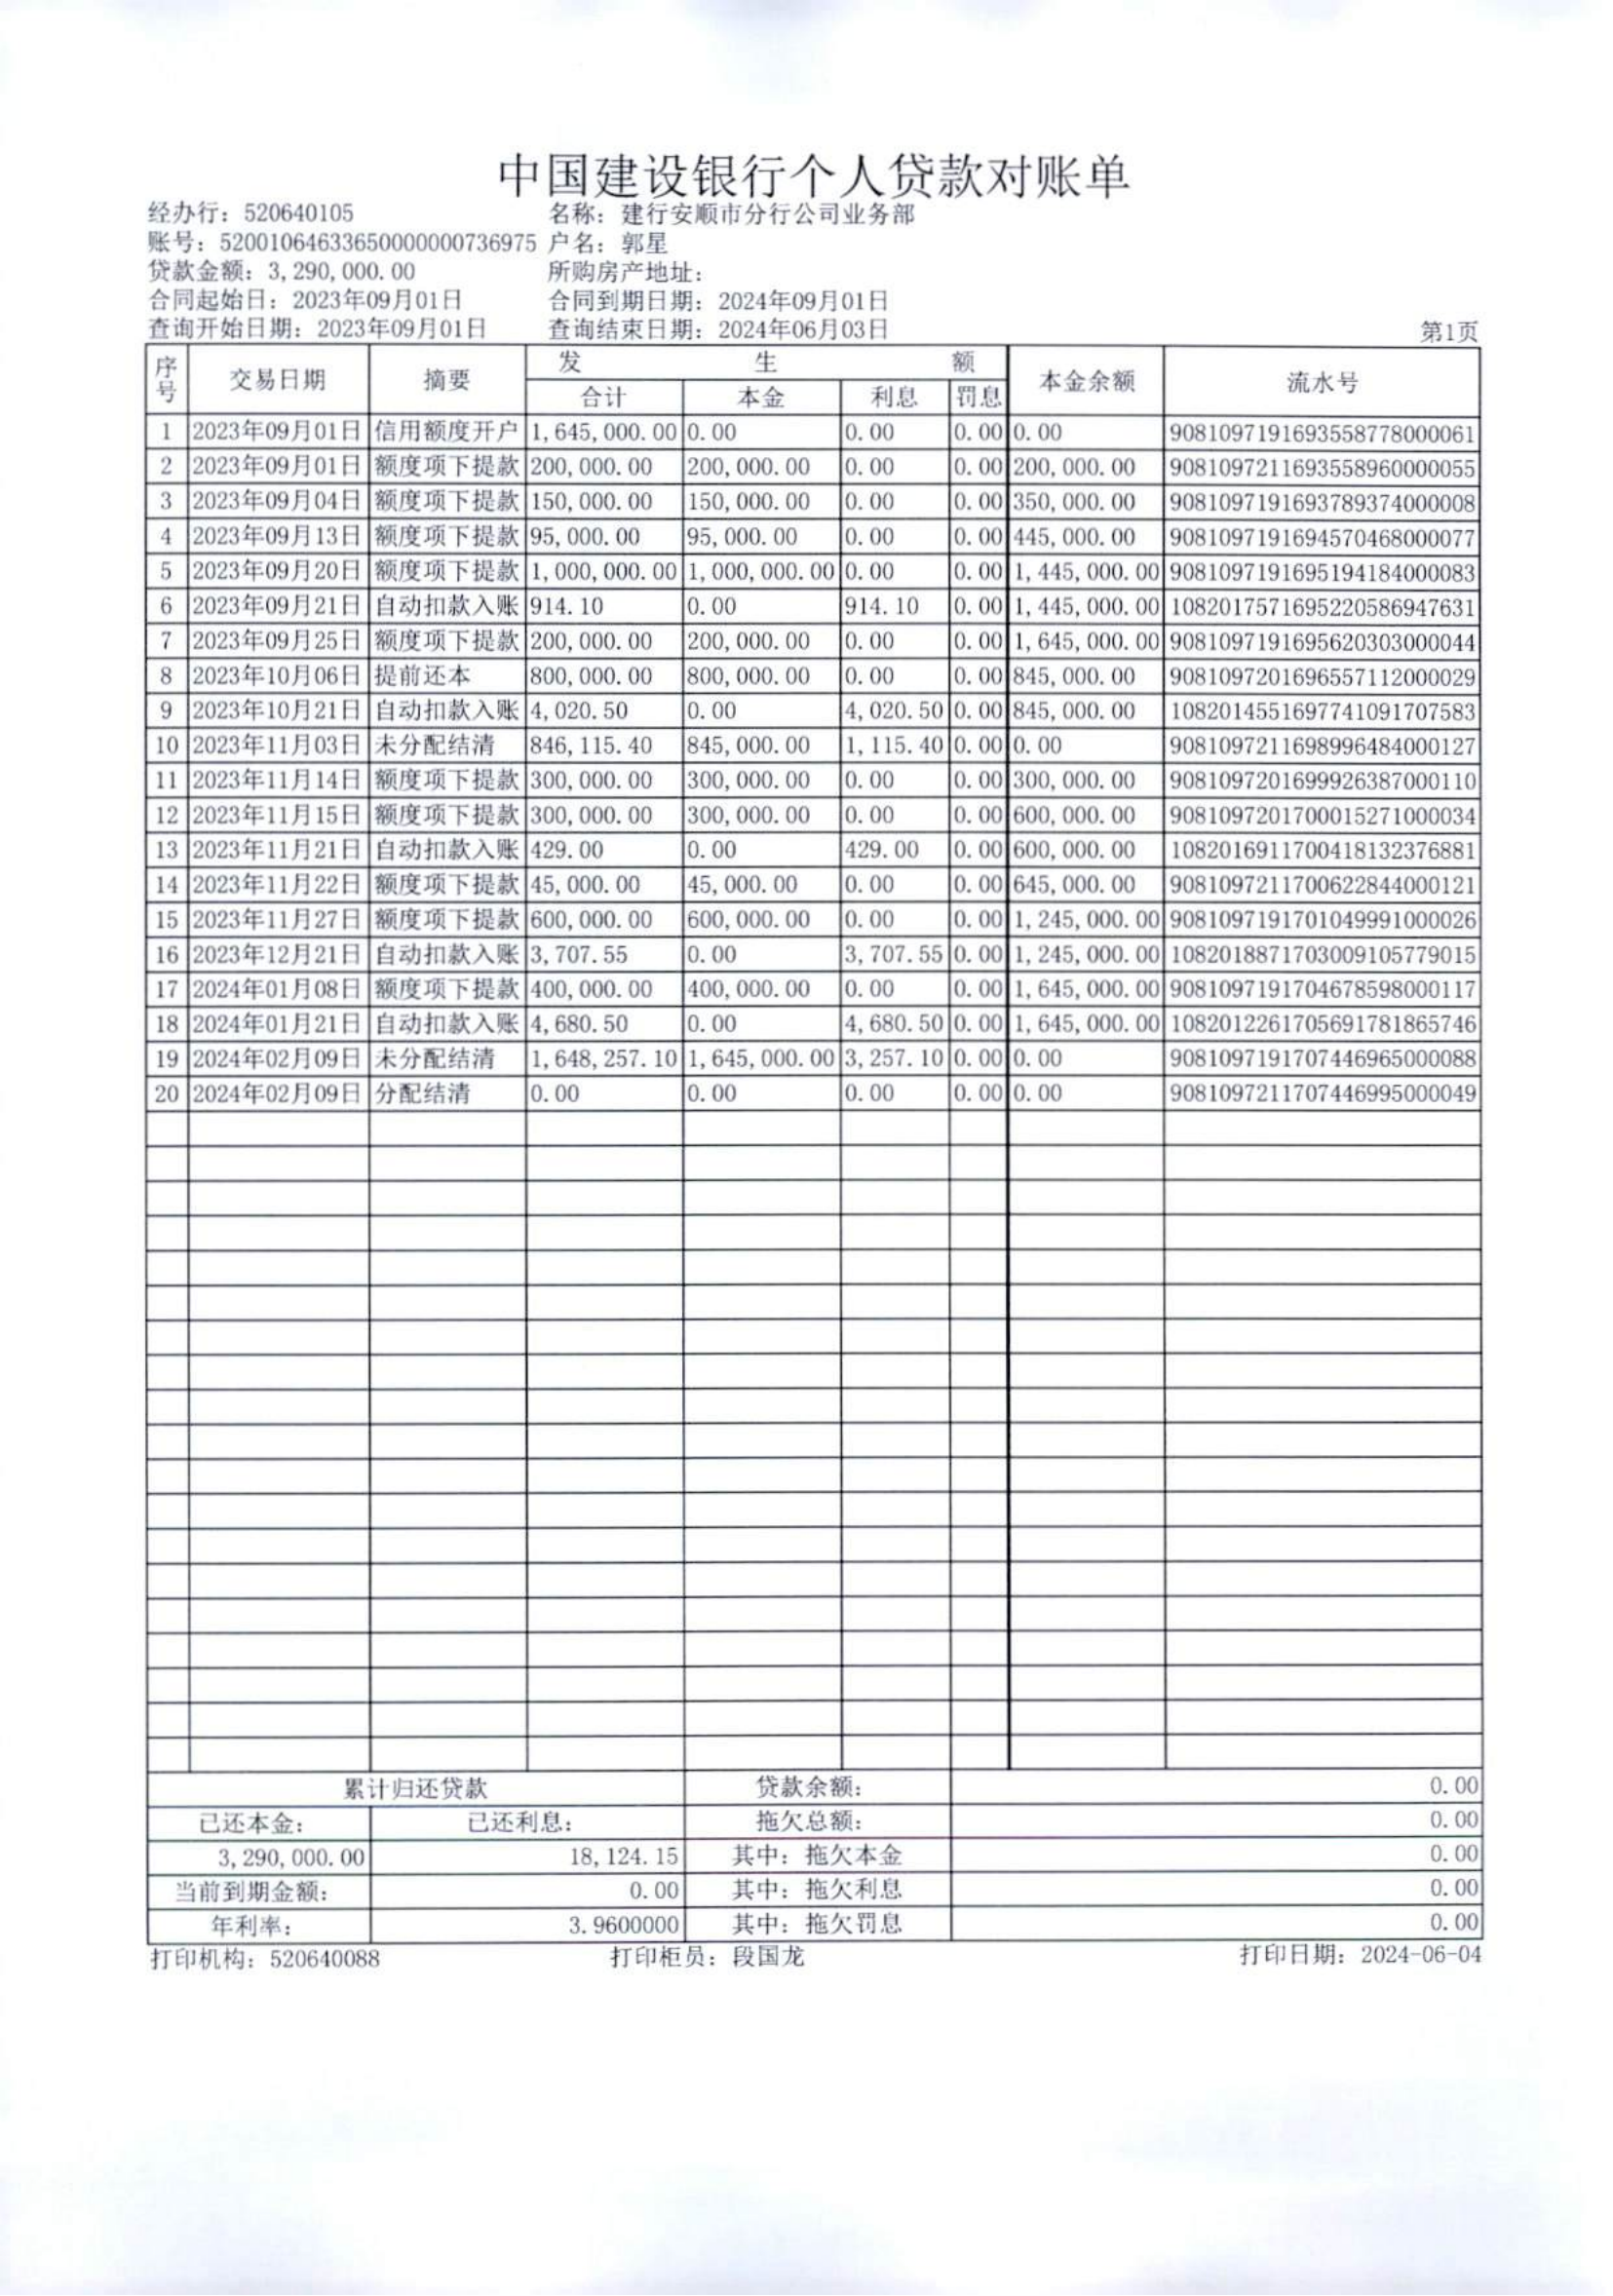 中国建设银行个人贷款对账单
经办行：520640105 名称：建行安顺市分行公司业务部
账号：52001064633650000000736975 户名：郭星
贷款金额：3,290,000.00 所购房产地址：
合同起始日：2023年09月01日 合同到期日期：2024年09月01日
查询开始日期：2023年09月01日 查询结束日期：2024年06月03日 第1页
序号 交易日期 摘要 发生额 本金余额 流水号
合计 本金 利息 罚息
1 2023年09月01日 信用额度开户 1,645,000.00 0.00 0.00 0.00 0.00 9081097191693558778000061
2 2023年09月01日 额度项下提款 200,000.00 200,000.00 0.00 0.00 200,000.00 9081097211693558960000055
3 2023年09月04日 额度项下提款 150,000.00 150,000.00 0.00 0.00 350,000.00 9081097191693789374000008
4 2023年09月13日 额度项下提款 95,000.00 95,000.00 0.00 0.00 445,000.00 9081097191694570468000077
5 2023年09月20日 额度项下提款 1,000,000.00 1,000,000.00 0.00 0.00 1,445,000.00 9081097191695194184000083
6 2023年09月21日 自动扣款入账 914.10 0.00 914.10 0.00 1,445,000.00 1082017571695220586947631
7 2023年09月25日 额度项下提款 200,000.00 200,000.00 0.00 0.00 1,645,000.00 9081097191695620303000044
8 2023年10月06日 提前还本 800,000.00 800,000.00 0.00 0.00 845,000.00 9081097201696557112000029
9 2023年10月21日 自动扣款入账 4,020.50 0.00 4,020.50 0.00 845,000.00 1082014551697741091707583
10 2023年11月03日 未分配结清 846,115.40 845,000.00 1,115.40 0.00 0.00 9081097211698996484000127
11 2023年11月14日 额度项下提款 300,000.00 300,000.00 0.00 0.00 300,000.00 9081097201699926387000110
12 2023年11月15日 额度项下提款 300,000.00 300,000.00 0.00 0.00 600,000.00 9081097201700015271000034
13 2023年11月21日 自动扣款入账 429.00 0.00 429.00 0.00 600,000.00 1082016911700418132376881
14 2023年11月22日 额度项下提款 45,000.00 45,000.00 0.00 0.00 645,000.00 9081097211700622844000121
15 2023年11月27日 额度项下提款 600,000.00 600,000.00 0.00 0.00 1,245,000.00 9081097191701049991000026
16 2023年12月21日 自动扣款入账 3,707.55 0.00 3,707.55 0.00 1,245,000.00 1082018871703009105779015
17 2024年01月08日 额度项下提款 400,000.00 400,000.00 0.00 0.00 1,645,000.00 9081097191704678598000117
18 2024年01月21日 自动扣款入账 4,680.50 0.00 4,680.50 0.00 1,645,000.00 1082012261705691781865746
19 2024年02月09日 未分配结清 1,648,257.10 1,645,000.00 3,257.10 0.00 0.00 9081097191707446965000088
20 2024年02月09日 分配结清 0.00 0.00 0.00 0.00 0.00 9081097211707446995000049
累计归还贷款 贷款余额： 0.00
已还本金： 已还利息： 拖欠总额： 0.00
3,290,000.00 18,124.15 其中：拖欠本金 0.00
当前到期金额： 0.00 其中：拖欠利息 0.00
年利率： 3.9600000 其中：拖欠罚息 0.00
打印机构：520640088 打印柜员：段国龙 打印日期：2024-06-04